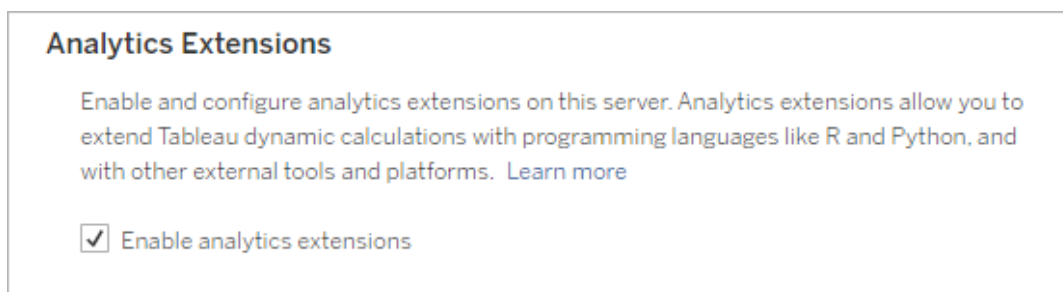 Analytics Extensions
Enable and configure analytics extensions on this server. Analytics extensions allow you to
extend Tableau dynamic calculations with programming languages like R and Python, and
with other external tools and platforms. Learn more
Enable analytics extensions